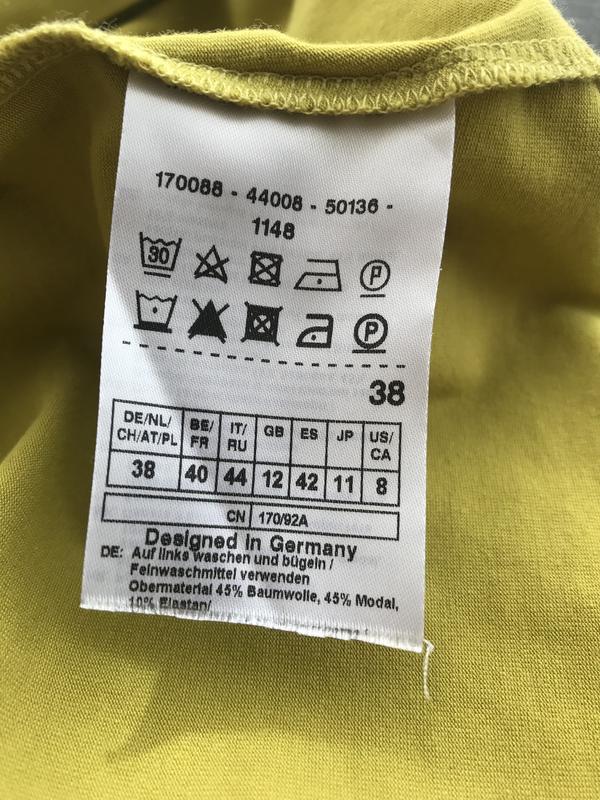 170088 - 44008 - 50136 -
1148
30
P
P
38
DE/NL/ CH/AT/PL BE/ FR IT/ RU GB ES JP US/ CA
38 40 44 12 42 11 8
CN 170/92A
Designed in Germany
DE: Auf links waschen und bügeln /
Feinwaschmittel verwenden
Obermaterial 45% Baumwolle, 45% Modal,
10% Elastan/